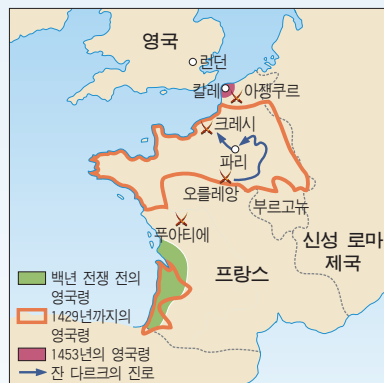 영국
런던
칼레
아쟁쿠르
크레시
파리
오를레앙
부르고뉴
푸아티에
신성 로마
제국
프랑스
백년 전쟁 전의
영국령
1429년까지의
영국령
1453년의 영국령
잔 다르크의 진로